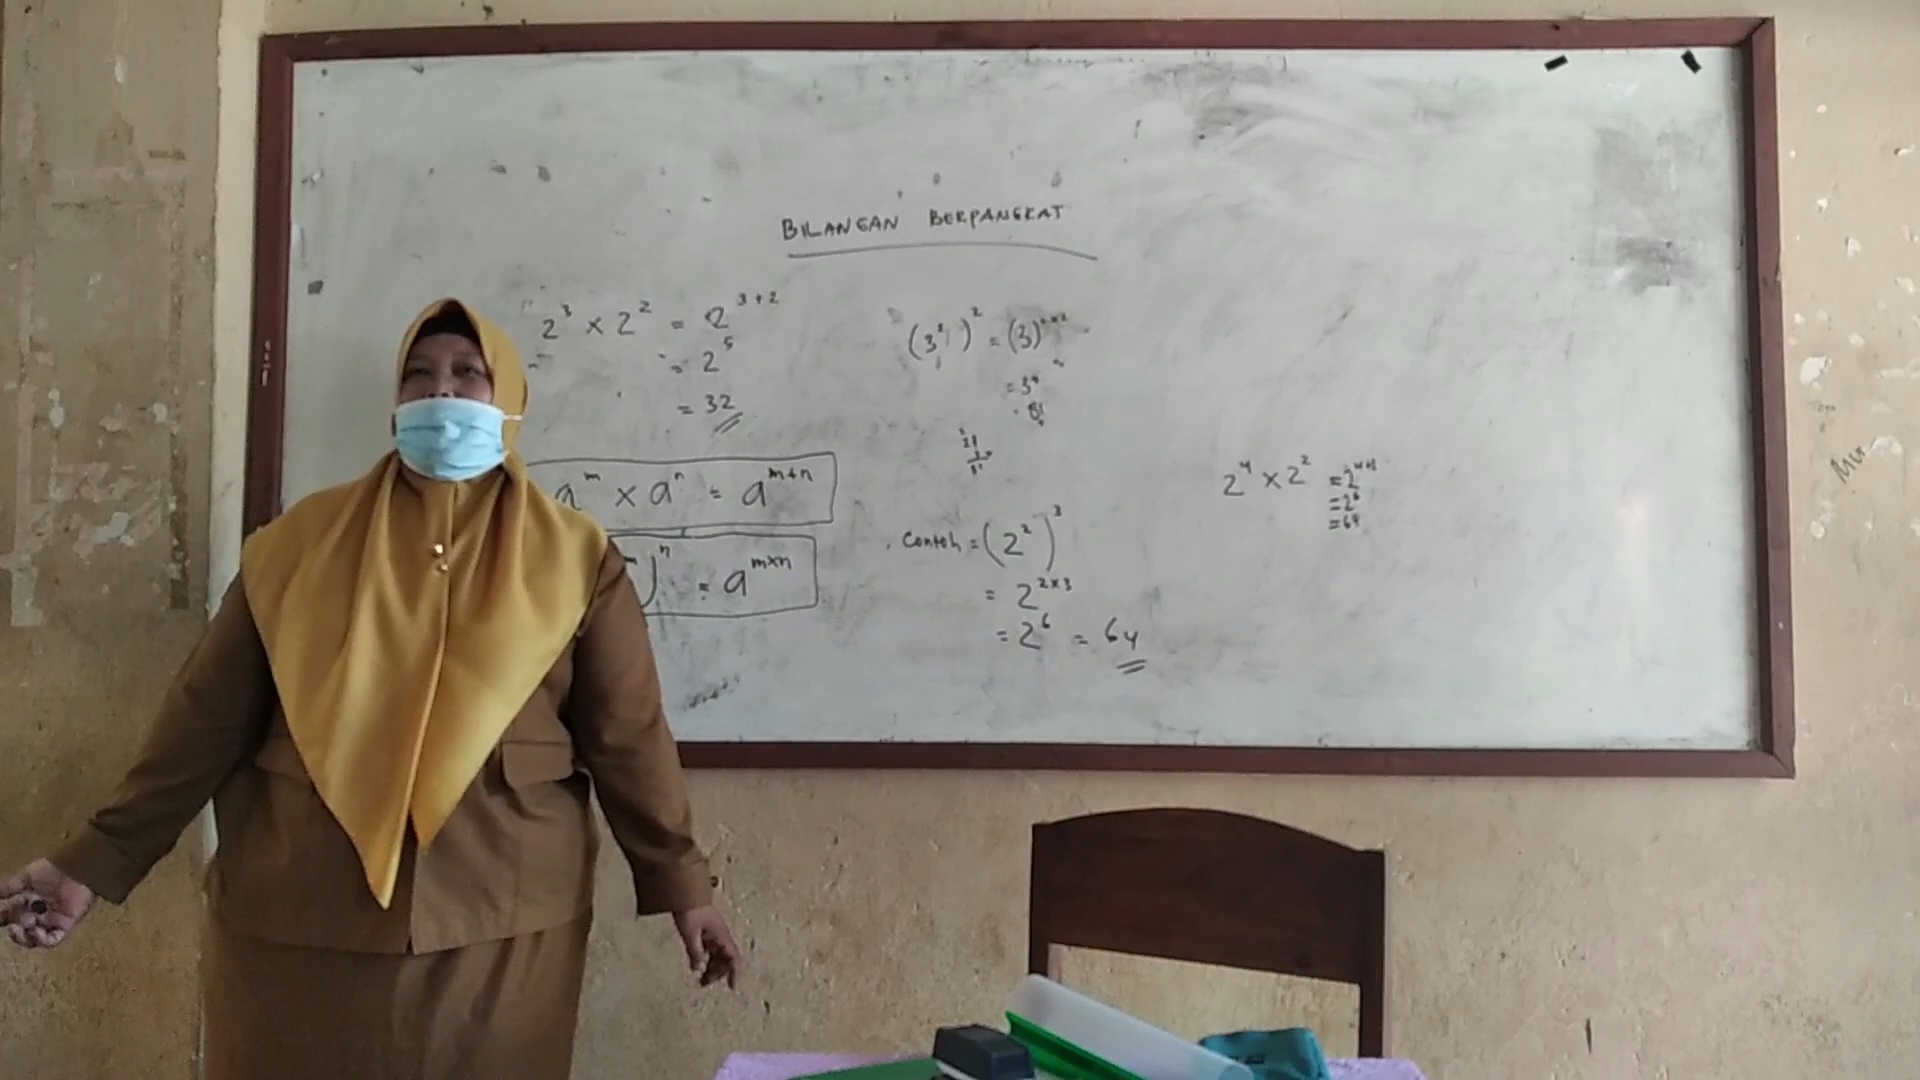 BILANGAN BERPANGKAT
2³ x 2² = 2³⁺²
= 2⁵
= 32
aᵐ x aⁿ = aᵐ⁺ⁿ
)ⁿ = aᵐˣⁿ
(3²)² = (3)²ˣ²
= 3⁴
81
Contoh = (2²)³
= 2²ˣ³
= 2⁶ = 64
2⁴ x 2² = 2⁴⁺²
= 2⁶
= 64